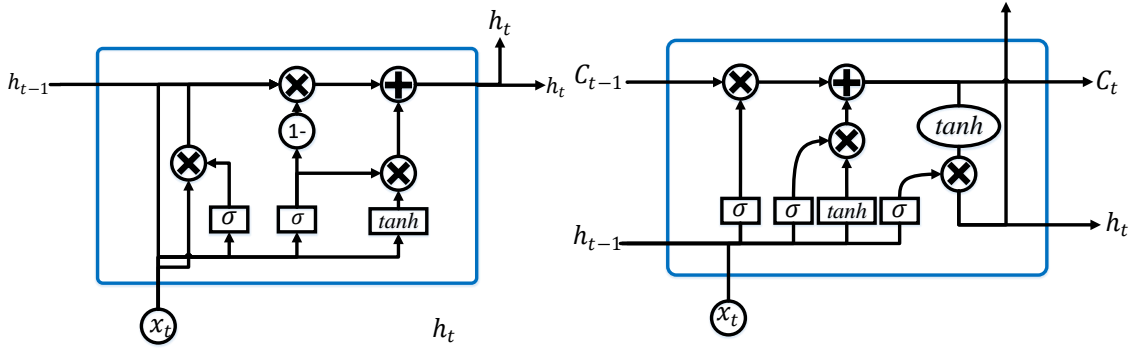 h_t
h_{t-1} × + h_t
1-
× ×
σ σ tanh
x_t
h_t
C_{t-1} × + C_t
tanh
× ×
σ σ tanh σ
h_{t-1} h_t
x_t